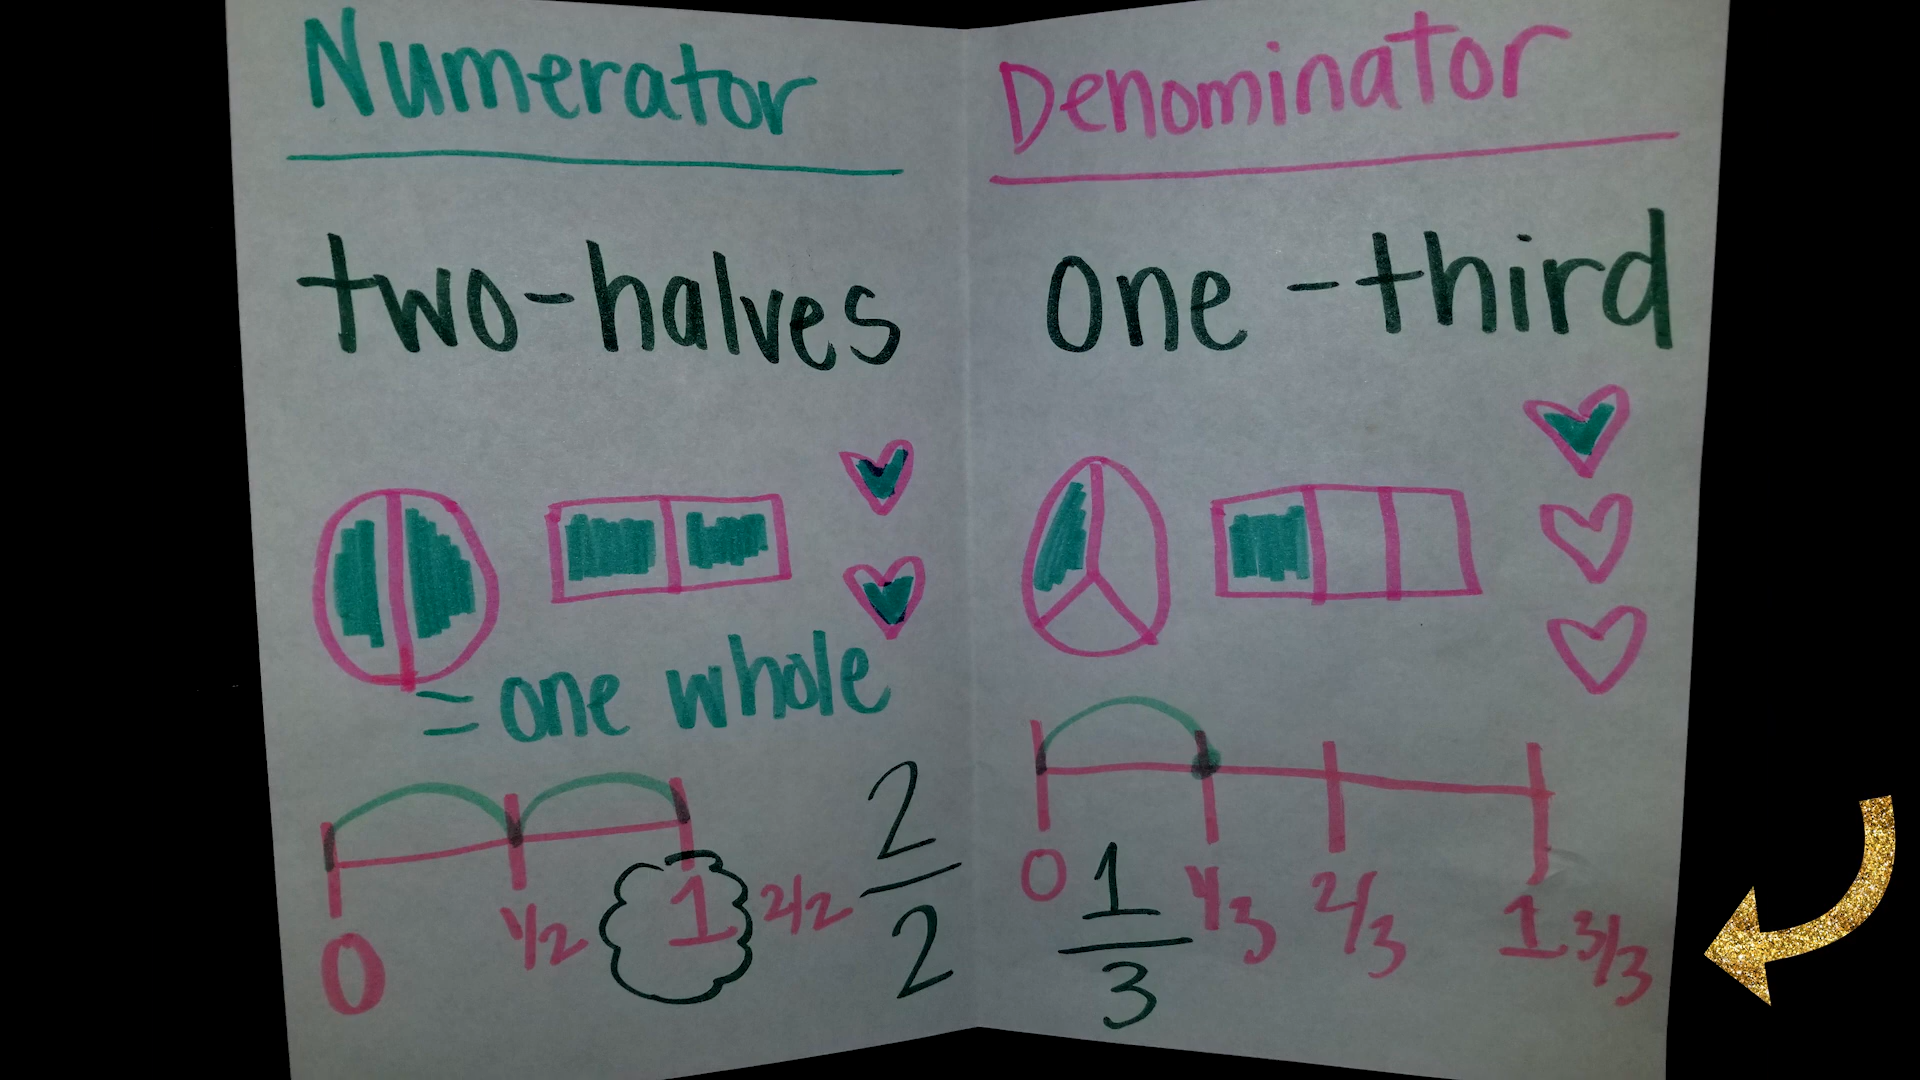 Numerator
two-halves
= one whole
0 1/2 1 2/2
2
2
Denominator
one-third
0 1/3 2/3 1 3/3
1
3